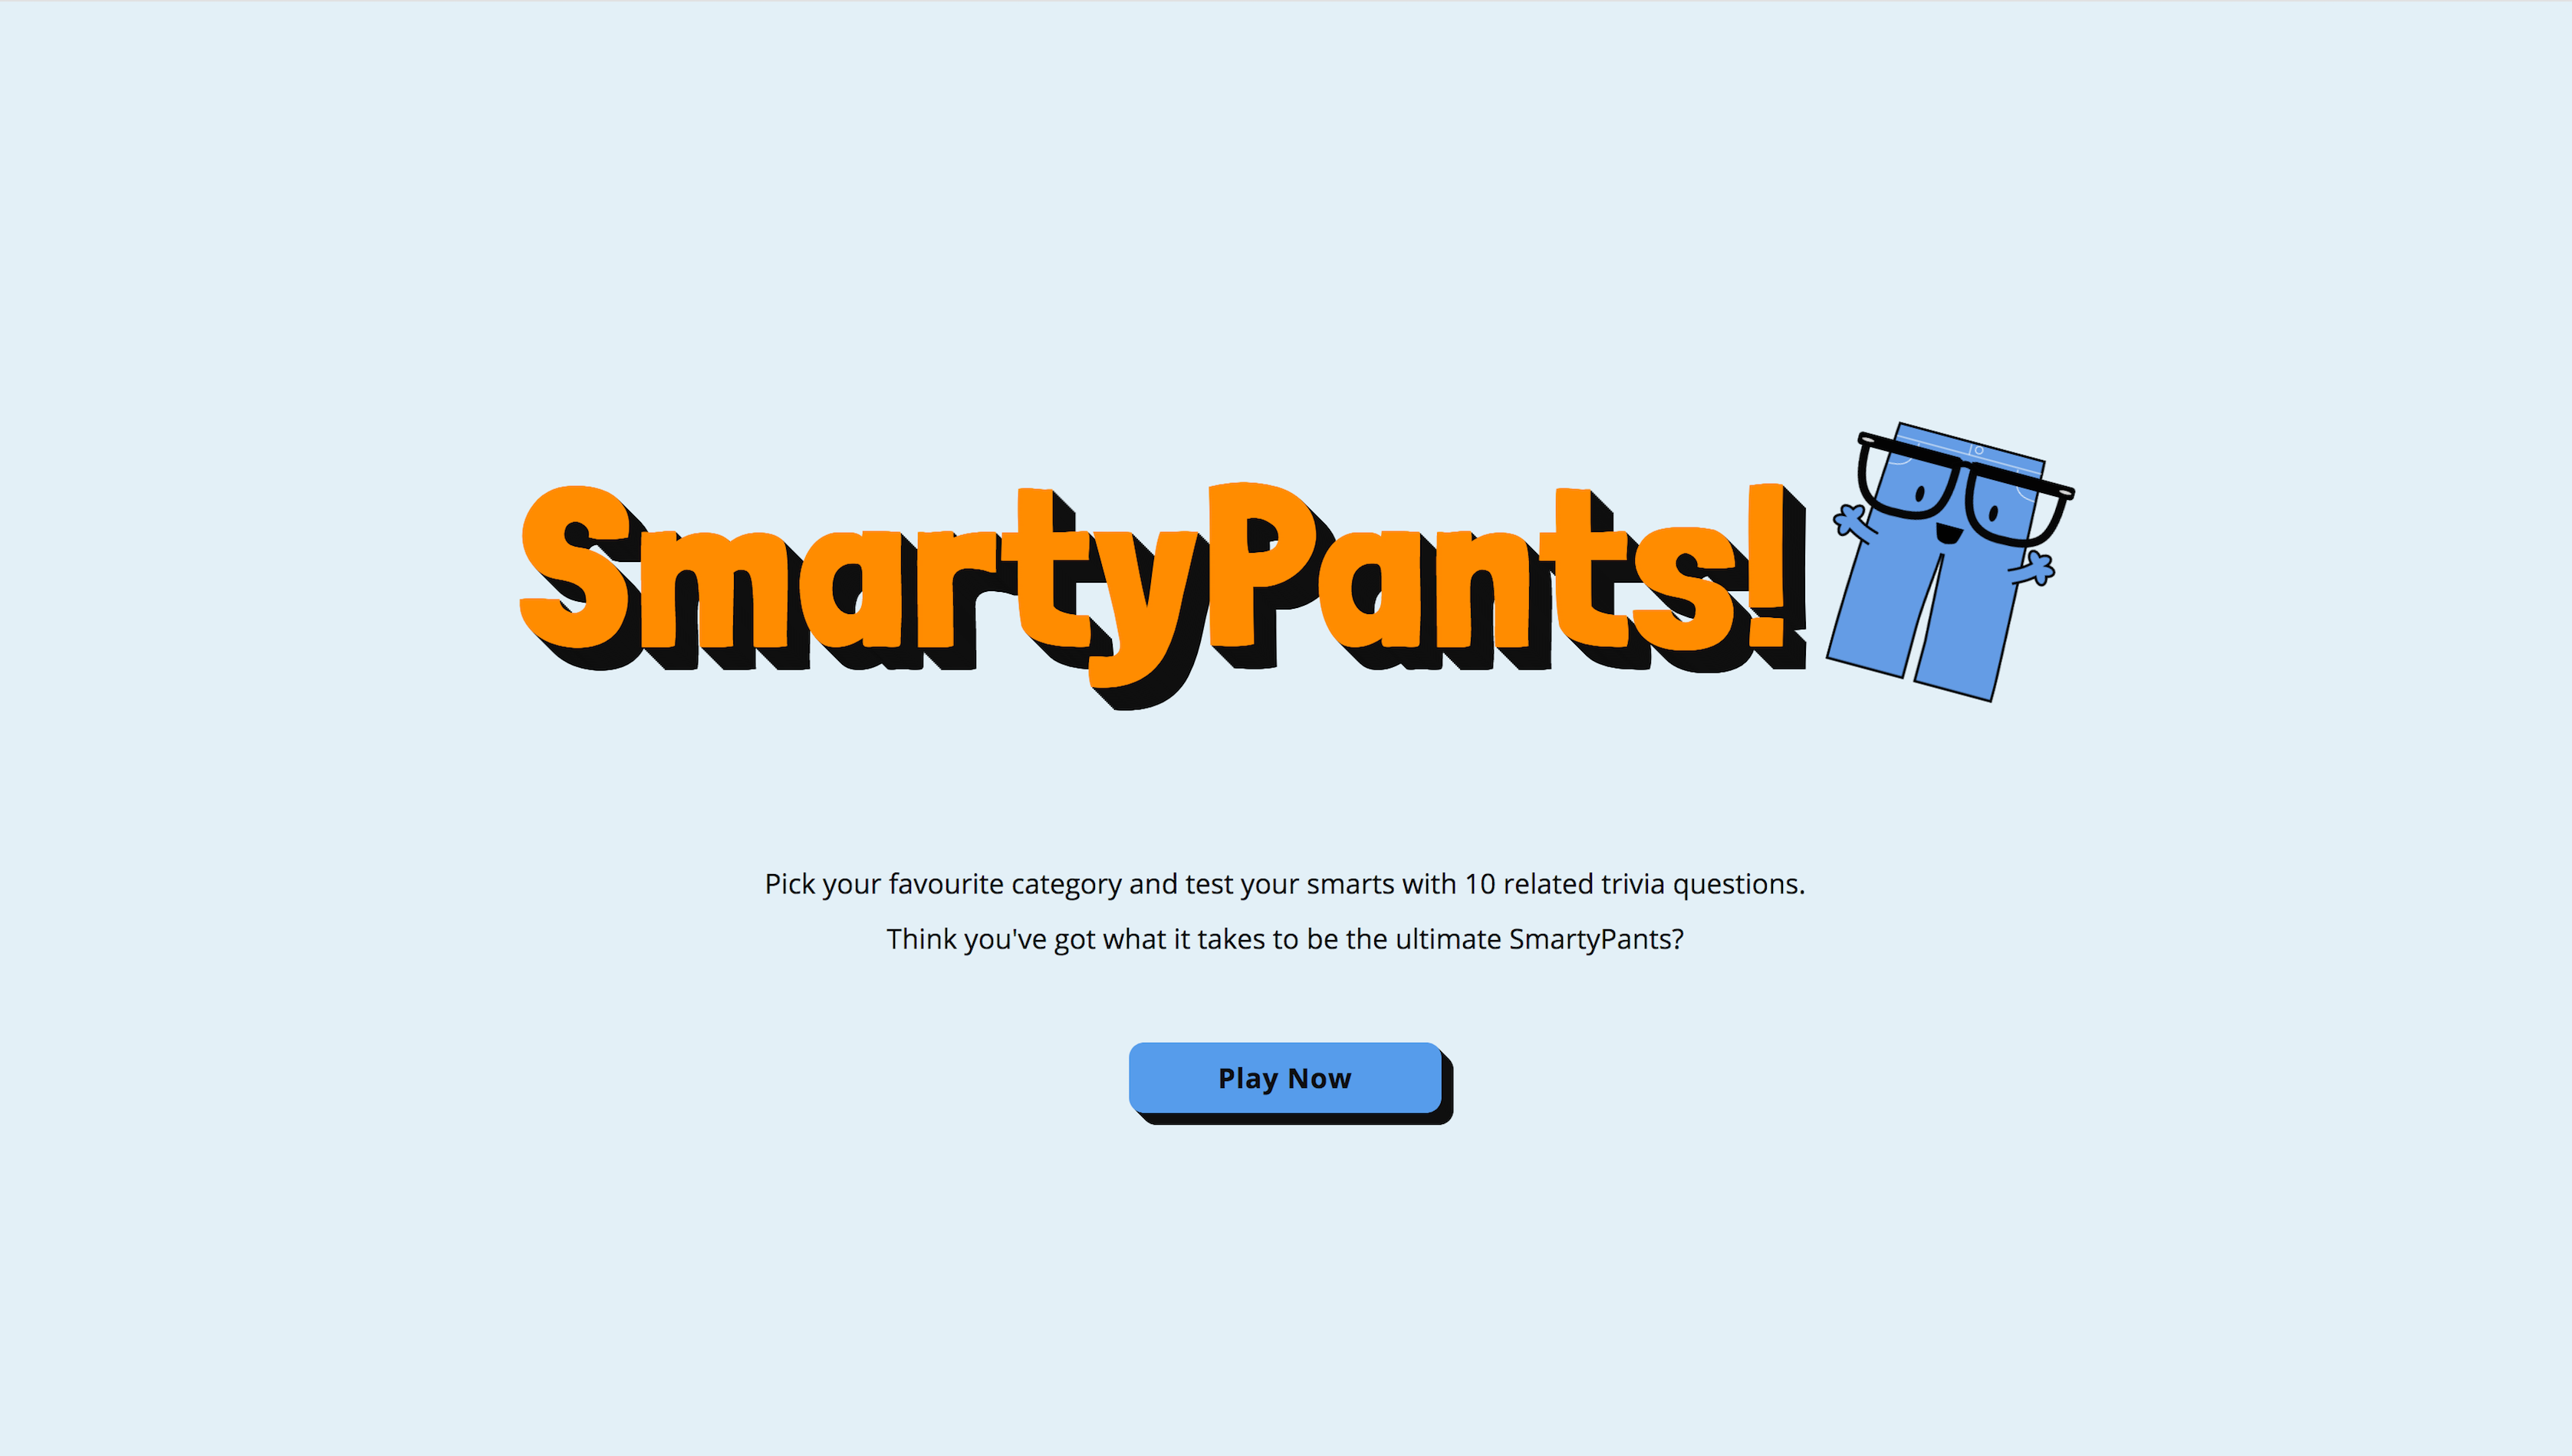 SmartyPants!
Pick your favourite category and test your smarts with 10 related trivia questions.
Think you've got what it takes to be the ultimate SmartyPants?
Play Now